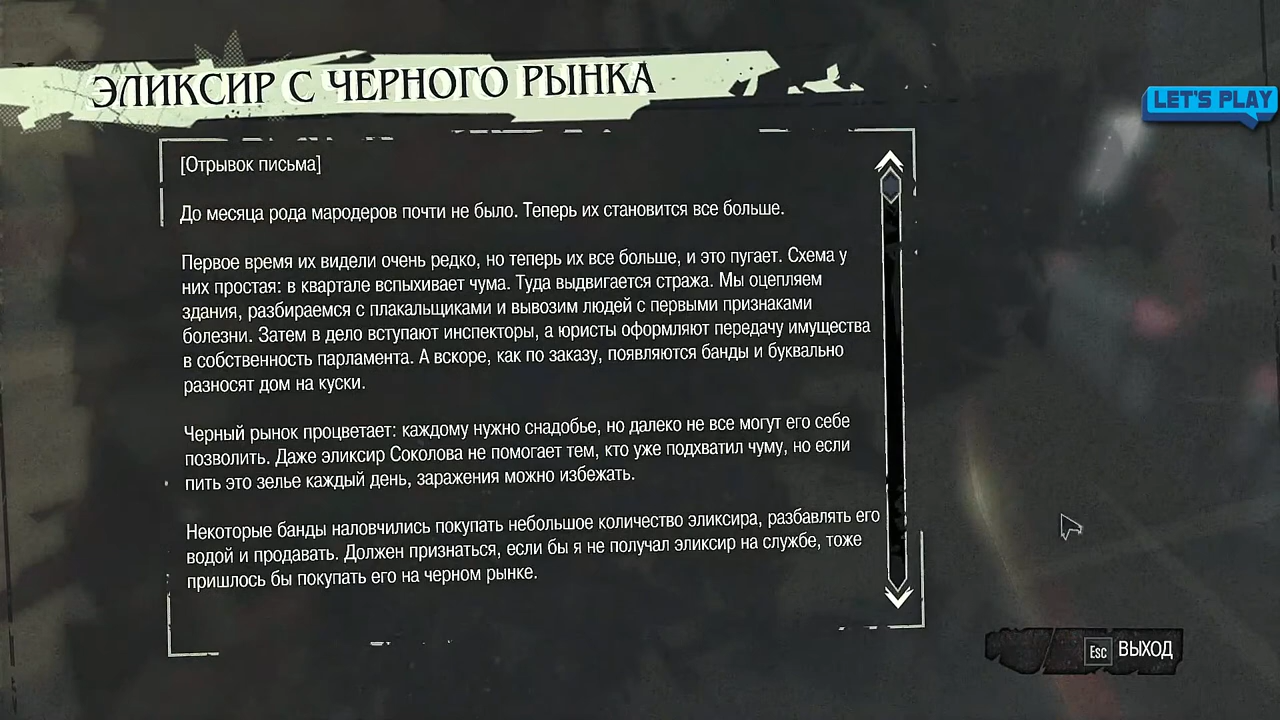 ЭЛИКСИР С ЧЕРНОГО РЫНКА
LET'S PLAY
[Отрывок письма]
До месяца рода мародеров почти не было. Теперь их становится все больше.
Первое время их видели очень редко, но теперь их все больше, и это пугает. Схема у
них простая: в квартале вспыхивает чума. Туда выдвигается стража. Мы оцепляем
здания, разбираемся с плакальщиками и вывозим людей с первыми признаками
болезни. Затем в дело вступают инспекторы, а юристы оформляют передачу имущества
в собственность парламента. А вскоре, как по заказу, появляются банды и буквально
разносят дом на куски.
Черный рынок процветает: каждому нужно снадобье, но далеко не все могут его себе
позволить. Даже эликсир Соколова не помогает тем, кто уже подхватил чуму, но если
пить это зелье каждый день, заражения можно избежать.
Некоторые банды наловчились покупать небольшое количество эликсира, разбавлять его
водой и продавать. Должен признаться, если бы я не получал эликсир на службе, тоже
пришлось бы покупать его на черном рынке.
Esc ВЫХОД